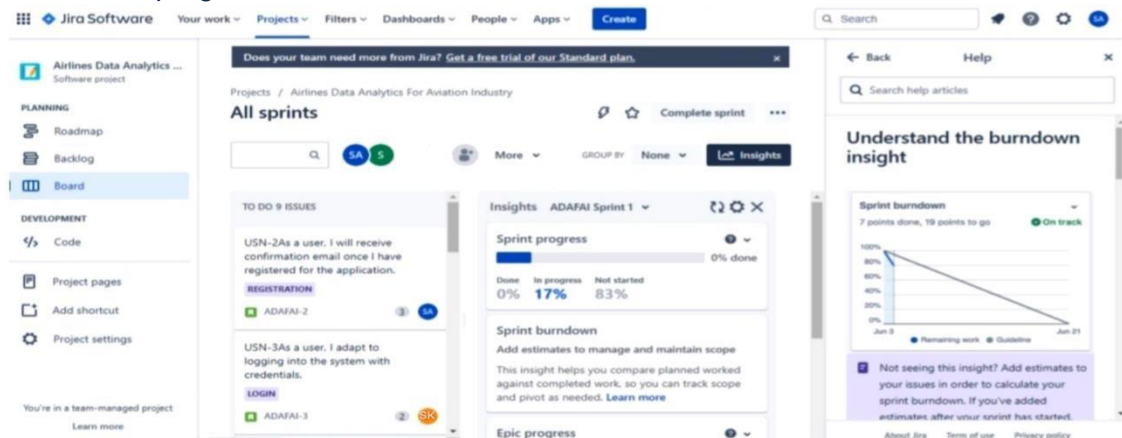 Jira Software
Your work
Projects
Filters
Dashboards
People
Apps
Create
Search
SA
Airlines Data Analytics ...
Software project
PLANNING
Roadmap
Backlog
Board
DEVELOPMENT
Code
Project pages
Add shortcut
Project settings
You're in a team-managed project
Learn more
Does your team need more from Jira? Get a free trial of our Standard plan.
Projects / Airlines Data Analytics For Aviation Industry
All sprints
Complete sprint
SA S
More
GROUP BY None
Insights
TO DO 9 ISSUES
USN-2As a user, I will receive
confirmation email once I have
registered for the application.
REGISTRATION
ADAFAI-2 3 SA
USN-3As a user, I adapt to
logging into the system with
credentials.
LOGIN
ADAFAI-3 2 SK
Insights ADAFAI Sprint 1
Sprint progress
0% done
Done In progress Not started
0% 17% 83%
Sprint burndown
Add estimates to manage and maintain scope
This insight helps you compare planned worked
against completed work, so you can track scope
and pivot as needed. Learn more
Epic progress
Back Help
Search help articles
Understand the burndown
insight
Sprint burndown
7 points done, 19 points to go On track
100%
80%
60%
40%
20%
0%
Jun 3 Jun 21
Remaining work Guideline
Not seeing this insight? Add estimates to
your issues in order to calculate your
sprint burndown. If you've added
estimates after your sprint has started,
About Jira Term of use Privacy policy